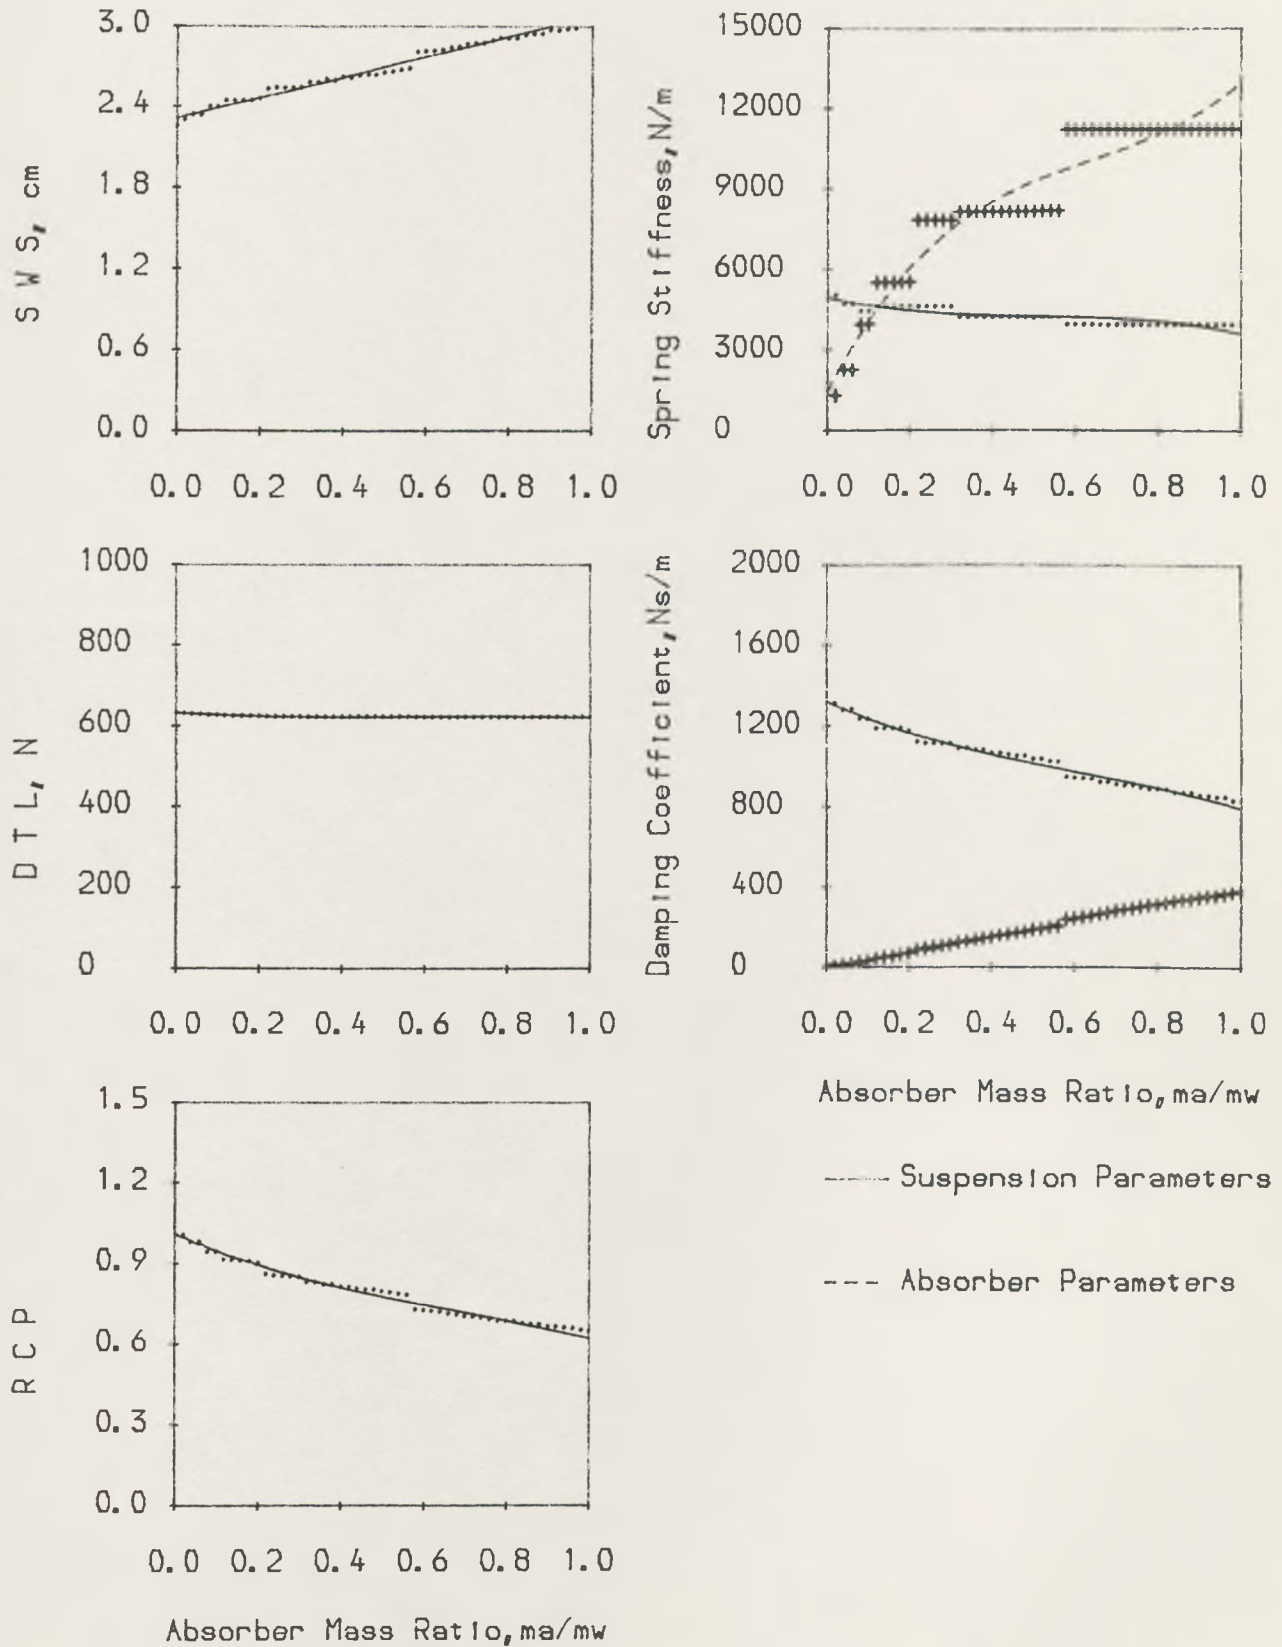 3.0
2.4
1.8
1.2
0.6
0.0
S W S, cm
0.0 0.2 0.4 0.6 0.8 1.0
15000
12000
9000
6000
3000
0
Spring Stiffness, N/m
0.0 0.2 0.4 0.6 0.8 1.0
1000
800
600
400
200
0
D T L, N
0.0 0.2 0.4 0.6 0.8 1.0
2000
1600
1200
800
400
0
Damping Coefficient, Ns/m
0.0 0.2 0.4 0.6 0.8 1.0
Absorber Mass Ratio, ma/mw
Suspension Parameters
Absorber Parameters
1.5
1.2
0.9
0.6
0.3
0.0
R C P
0.0 0.2 0.4 0.6 0.8 1.0
Absorber Mass Ratio, ma/mw